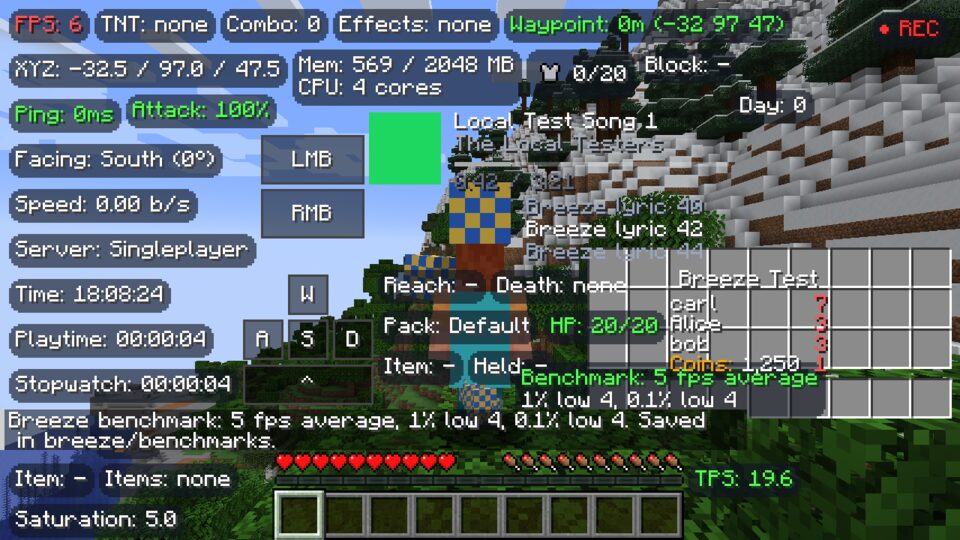 FPS: 6 TNT: none Combo: 0 Effects: none Waypoint: 0m (-32 97 47) REC
XYZ: -32.5 / 97.0 / 47.5
Mem: 569 / 2048 MB
CPU: 4 cores
0/20
Block: -
Ping: 0ms
Attack: 100%
Day: 0
Local Test Song 1
The Local Testers
Facing: South (0°)
LMB
Speed: 0.00 b/s
RMB
Breeze lyric 40
Breeze lyric 42
Breeze lyric 44
Server: Singleplayer
Reach: - Death: none
Breeze Test
Time: 18:08:24
W
carl 7
Alice 3
bob 3
Coins: 1,250 1
Pack: Default HP: 20/20
Playtime: 00:00:04
A S D
Item: - Held: -
Stopwatch: 00:00:04
^
Benchmark: 5 fps average
1% low 4, 0.1% low 4
Breeze benchmark: 5 fps average, 1% low 4, 0.1% low 4. Saved
in breeze/benchmarks.
Item: - Items: none
TPS: 19.6
Saturation: 5.0